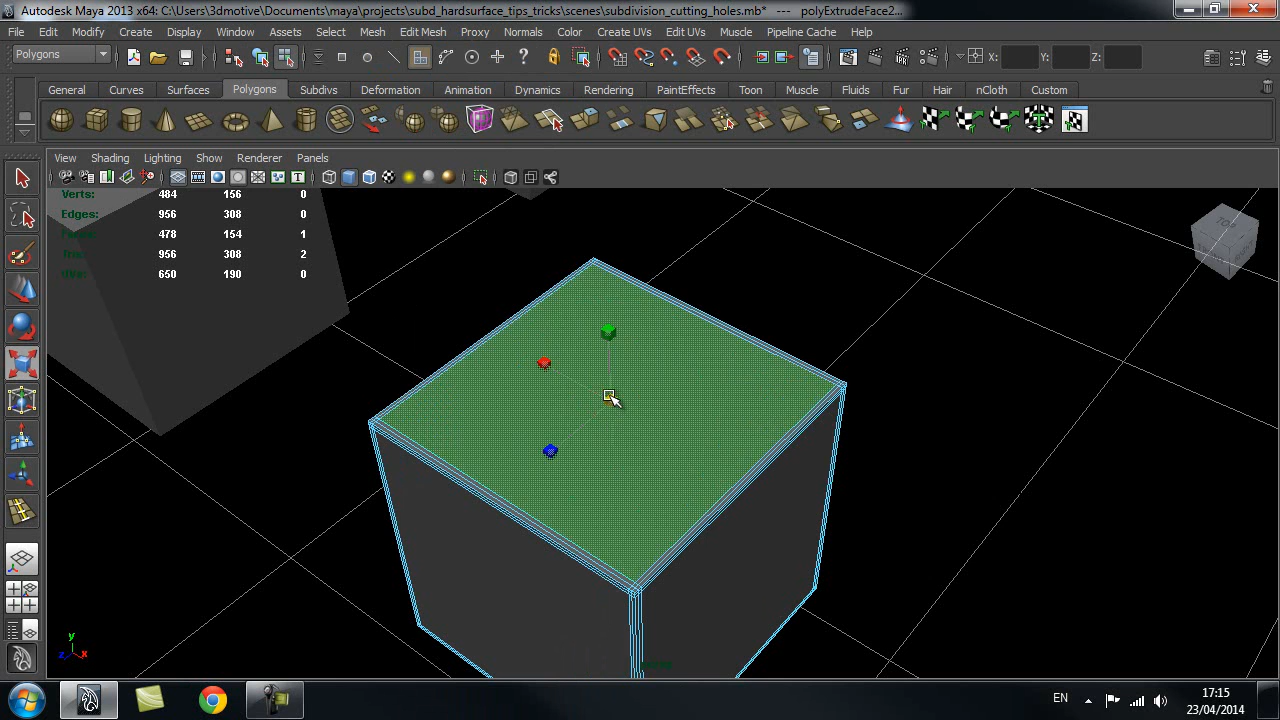 Autodesk Maya 2013 x64: C:\Users\3dmotive\Documents\maya\projects\subd_hardsurface_tips_tricks\scenes\subdivision_cutting_holes.mb* --- polyExtrudeFace2...
File Edit Modify Create Display Window Assets Select Mesh Edit Mesh Proxy Normals Color Create UVs Edit UVs Muscle Pipeline Cache Help
Polygons X: Y: Z:
General Curves Surfaces Polygons Subdivs Deformation Animation Dynamics Rendering PaintEffects Toon Muscle Fluids Fur Hair nCloth Custom
View Shading Lighting Show Renderer Panels
Verts: 484 156 0
Edges: 956 308 0
478 154 1
956 308 2
650 190 0
TOP
y
z x
EN 17:15
23/04/2014